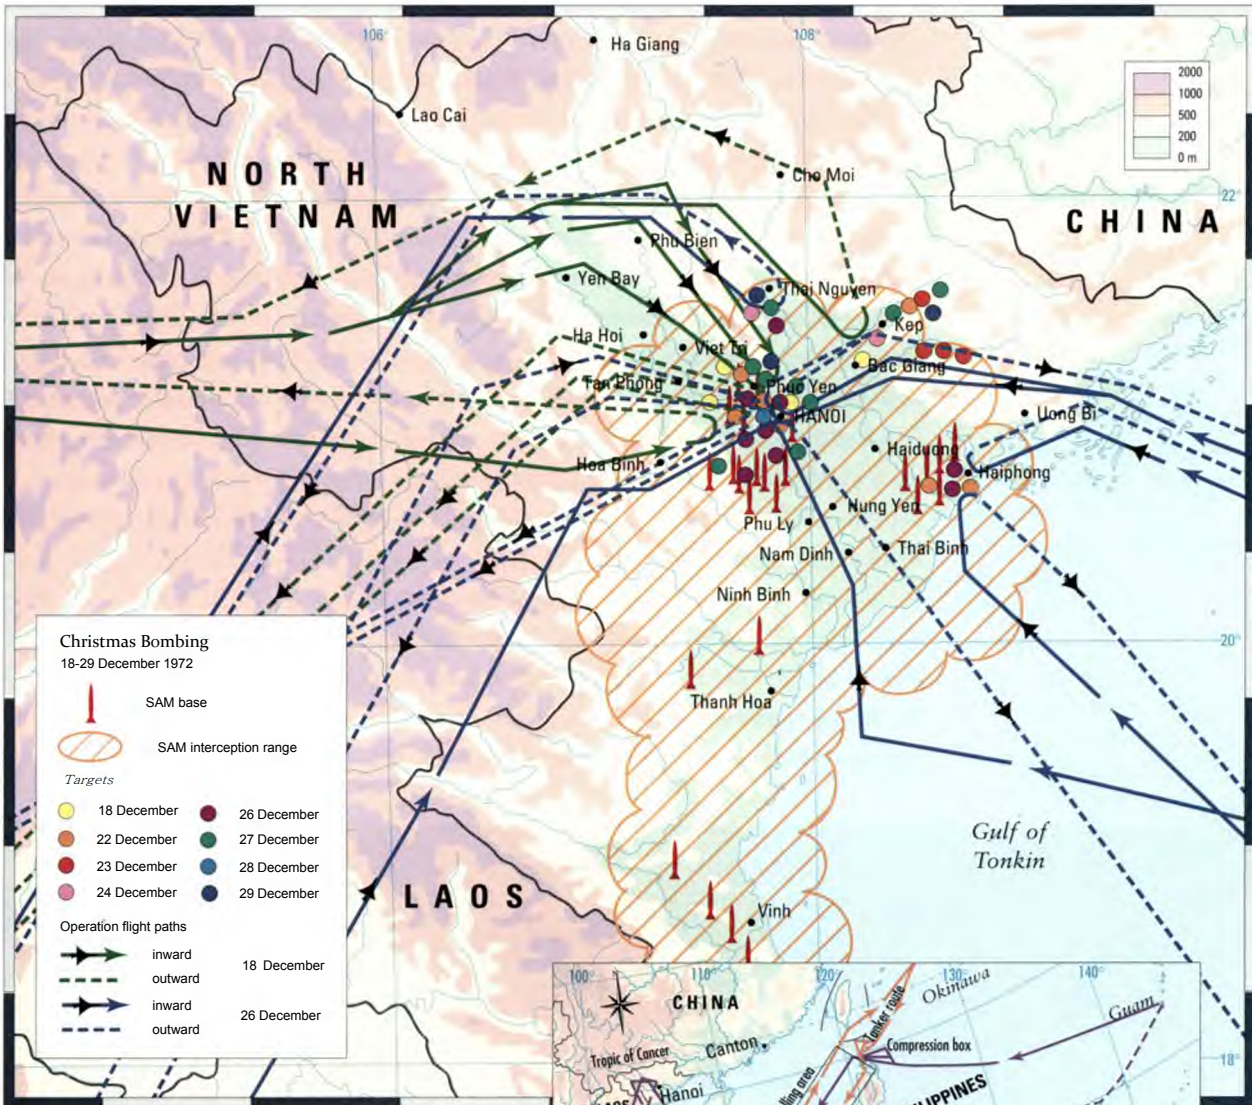 106°
108°
Ha Giang
2000
1000
500
200
0 m
Lao Cai
NORTH
VIETNAM
Cho Moi
22°
CHINA
Phu Bien
Yen Bay
Thai Nguyen
Kep
Ha Hoi
Viet Tri
Bac Giang
Tan Phong
Phuc Yen
HANOI
Uong Bi
Haiduong
Hoa Binh
Haiphong
Hung Yen
Phu Ly
Nam Dinh
Thai Binh
Ninh Binh
20°
Thanh Hoa
Christmas Bombing
18-29 December 1972
SAM base
SAM interception range
Targets
18 December
26 December
22 December
27 December
23 December
28 December
24 December
29 December
Operation flight paths
inward
18 December
outward
inward
26 December
outward
Gulf of
Tonkin
LAOS
Vinh
100°
110°
120°
130°
140°
CHINA
Okinawa
Tanker route
Guam
Canton
Compression box
Tropic of Cancer
18°
Hanoi